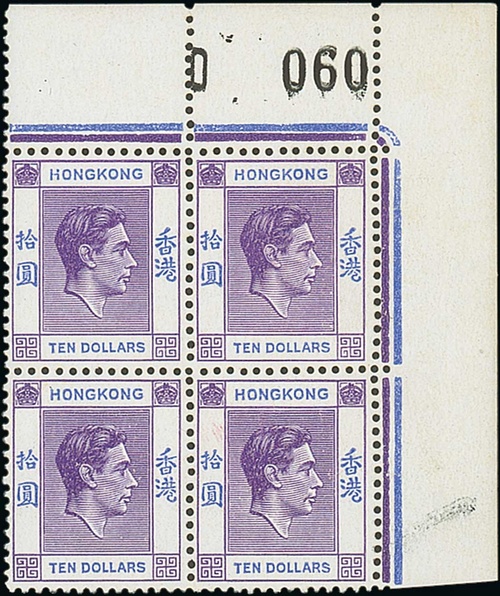 D 060
HONGKONG
拾圓
香港
TEN DOLLARS
HONGKONG
拾圓
香港
TEN DOLLARS
HONGKONG
拾圓
香港
TEN DOLLARS
HONGKONG
拾圓
香港
TEN DOLLARS